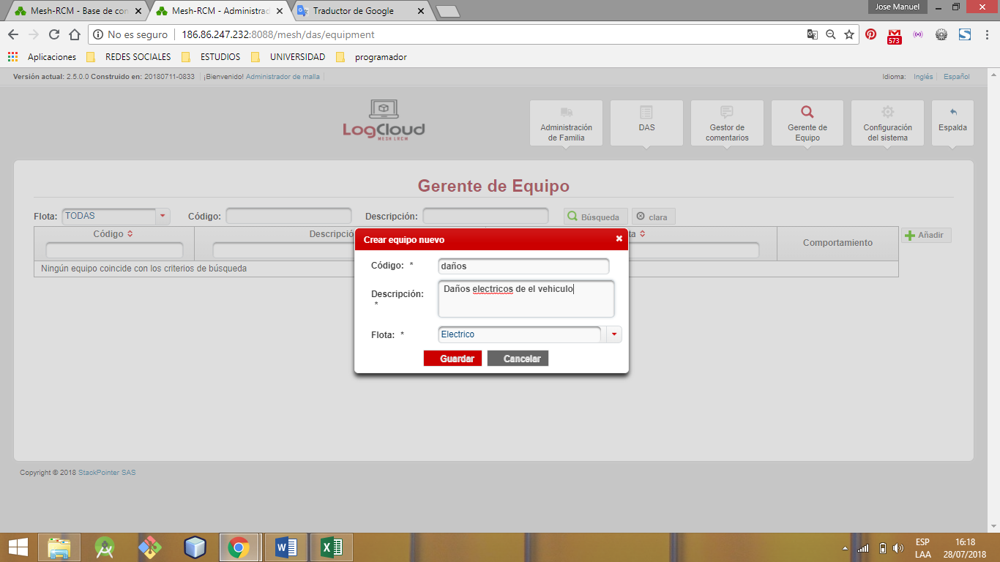 Mesh-RCM - Base de con
Mesh-RCM - Administrad
Traductor de Google
Jose Manuel
No es seguro
186.86.247.232:8088/mesh/das/equipment
573
Aplicaciones
REDES SOCIALES
ESTUDIOS
UNIVERSIDAD
programador
Versión actual: 2.5.0.0 Construido en: 20180711-0833
¡Bienvenido! Administrador de malla
Idioma:
Inglés
Español
LogCloud
MESH LRCM
Administración
de Familia
DAS
Gestor de
comentarios
Gerente de
Equipo
Configuración
del sistema
Espalda
Gerente de Equipo
Flota:
TODAS
Código:
Descripción:
Búsqueda
clara
Código
Descripció
ta
Comportamiento
Añadir
Ningún equipo coincide con los criterios de búsqueda
Crear equipo nuevo
Código: *
daños
Descripción:
*
Daños electricos de el vehiculo
Flota: *
Electrico
Guardar
Cancelar
Copyright © 2018 StackPointer SAS
ESP
LAA
16:18
28/07/2018